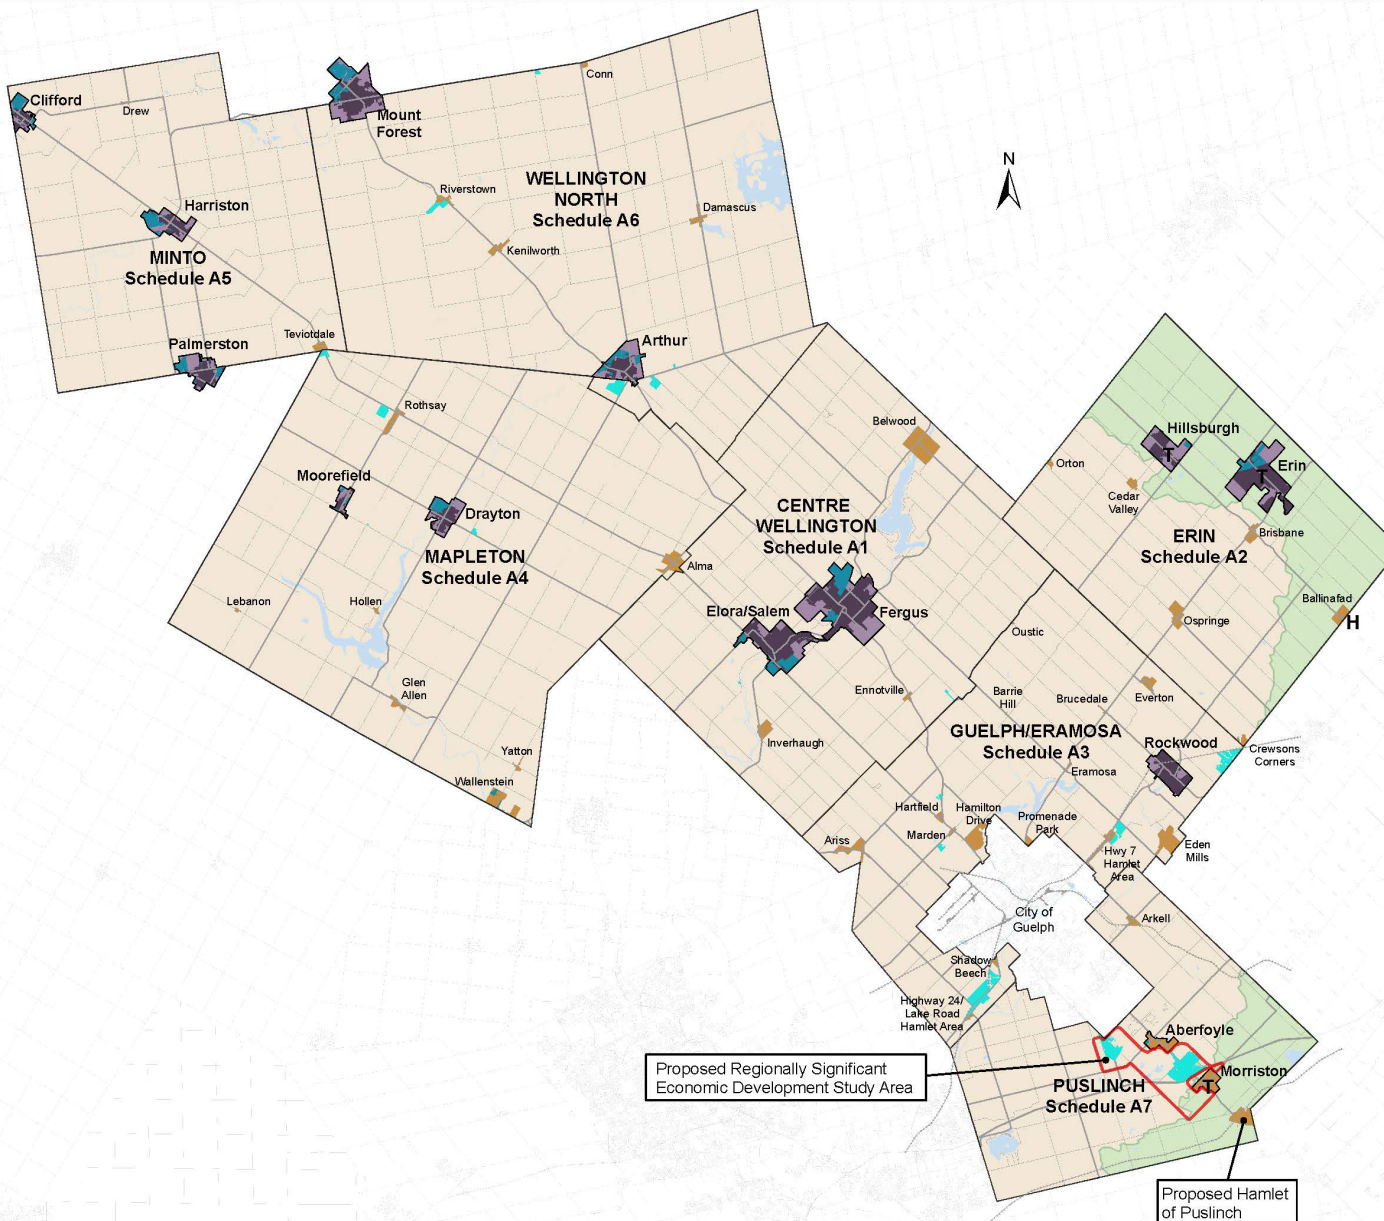 Clifford
Drew
Mount
Forest
Conn
N
Harriston
Riverstown
WELLINGTON
NORTH
Schedule A6
Damascus
Kenilworth
MINTO
Schedule A5
Palmerston
Teviotdale
Arthur
Rothsay
Belwood
Hillsburgh
T
Erin
T
Orton
Cedar
Valley
Moorefield
Drayton
CENTRE
WELLINGTON
Schedule A1
Brisbane
ERIN
Schedule A2
MAPLETON
Schedule A4
Alma
Lebanon
Hollen
Elora/Salem
Fergus
Ballinafad
H
Ospringe
Oustic
Glen
Allen
Ennotville
Barrie
Hill
Brucedale
Everton
Inverhaugh
GUELPH/ERAMOSA
Schedule A3
Rockwood
Crewsons
Corners
Yatton
Wallenstein
Eramosa
Hartfield
Hamilton
Drive
Promenade
Park
Marden
Ariss
Hwy 7
Hamlet
Area
Eden
Mills
City of
Guelph
Arkell
Shadow
Beech
Highway 24/
Lake Road
Hamlet Area
Aberfoyle
Proposed Regionally Significant
Economic Development Study Area
Morriston
T
PUSLINCH
Schedule A7
Proposed Hamlet
of Puslinch